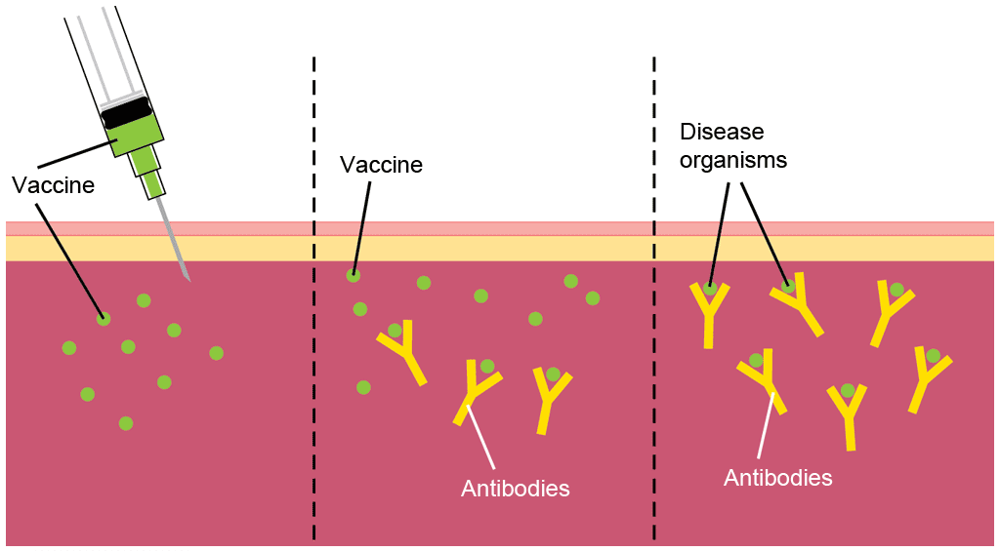 Vaccine
Vaccine
Antibodies
Disease
organisms
Antibodies